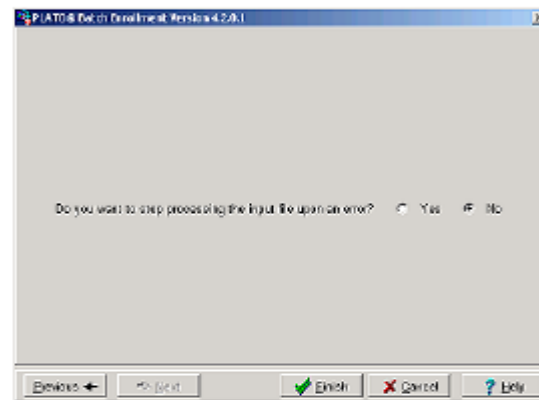 PLATO® Batch Enrollment Version 4.2.0.1
Do you want to stop processing the input file upon an error? Yes No
Previous Next Finish Cancel Help